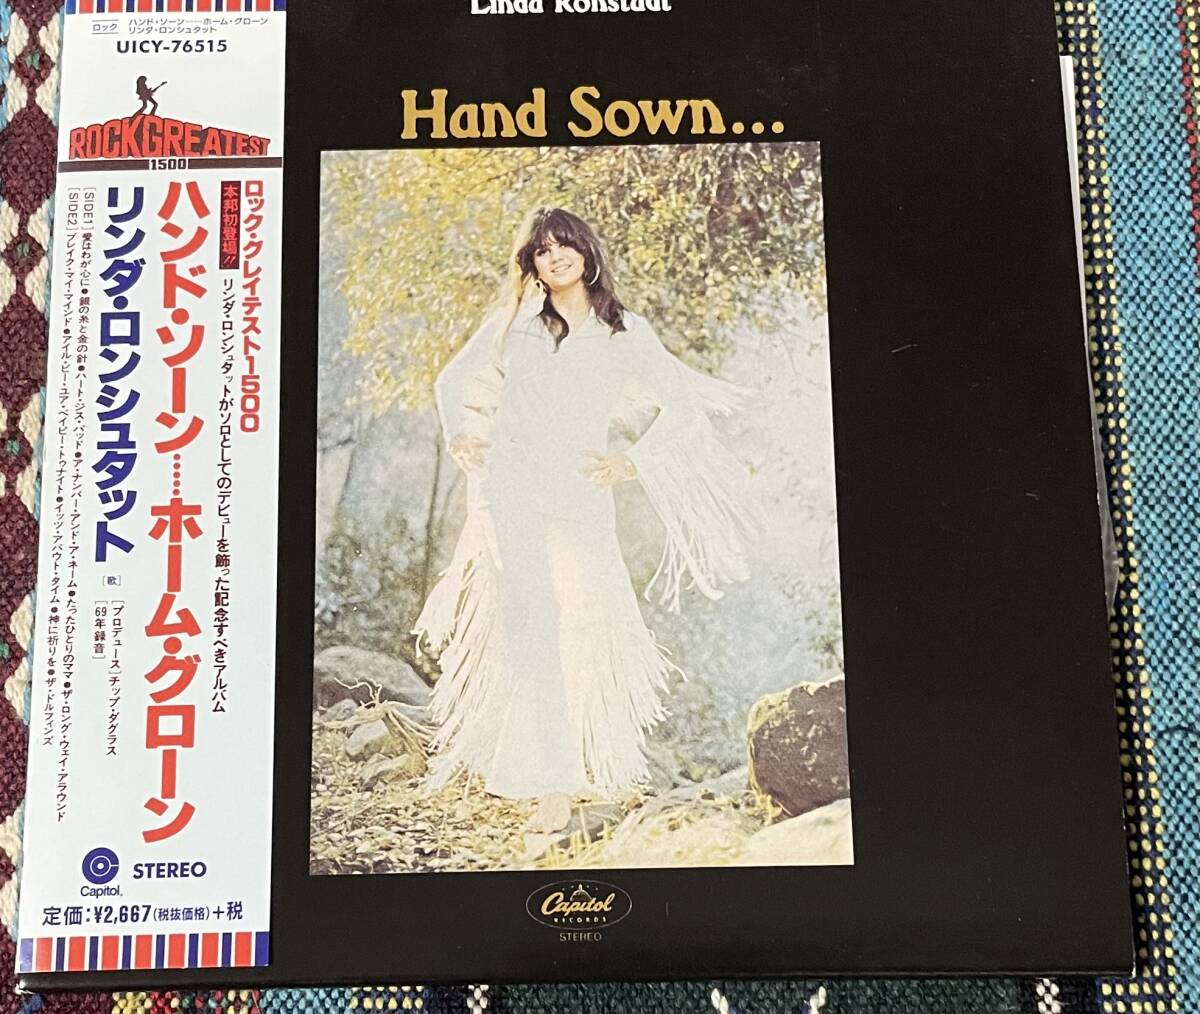 Linda Ronstadt
Hand Sown...
Capitol
RECORDS
STEREO
ロック
ハンド・ソーン……ホーム・グローン
リンダ・ロンシュタット
UICY-76515
ROCK GREATEST
1500
ロック・グレイテスト1500
本邦初登場!!
リンダ・ロンシュタットがソロとしてのデビューを飾った記念すべきアルバム
ハンド・ソーン……ホーム・グローン
リンダ・ロンシュタット
[歌]
[プロデュース]チップ・ダグラス
[69年録音]
[SIDE1]愛はわが心に●銀の糸と金の針●ハート・ジス・バッド●ア・ナンバー・アンド・ア・ネーム●たったひとりのママ●ザ・ロング・ウェイ・アラウンド
[SIDE2]ブレイク・マイ・マインド●アイル・ビー・ユア・ベイビー・トゥナイト●イッツ・アバウト・タイム●神に祈りを●ザ・ドルフィンズ
Capitol.
STEREO
定価:¥2,667(税抜価格)+税